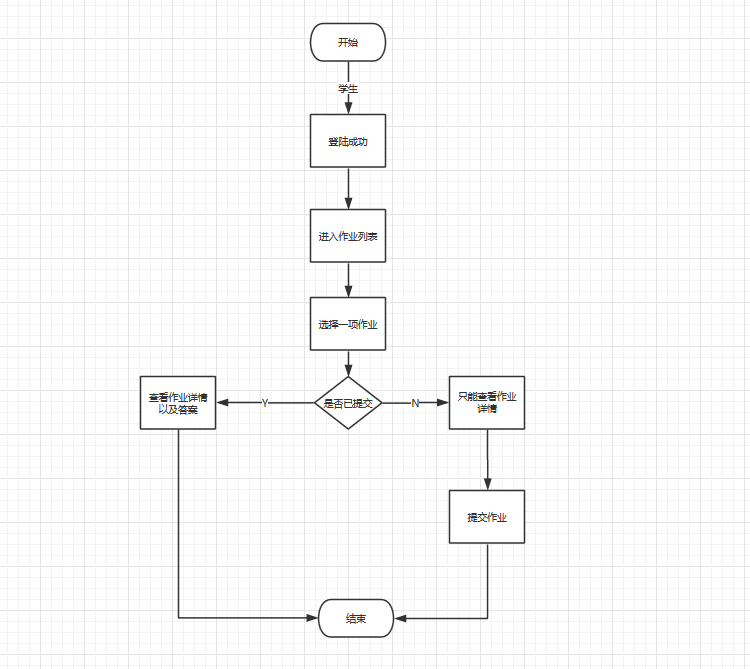 开始
学生
登陆成功
进入作业列表
选择一项作业
查看作业详情
以及答案
Y
是否已提交
N
只能查看作业
详情
提交作业
结束